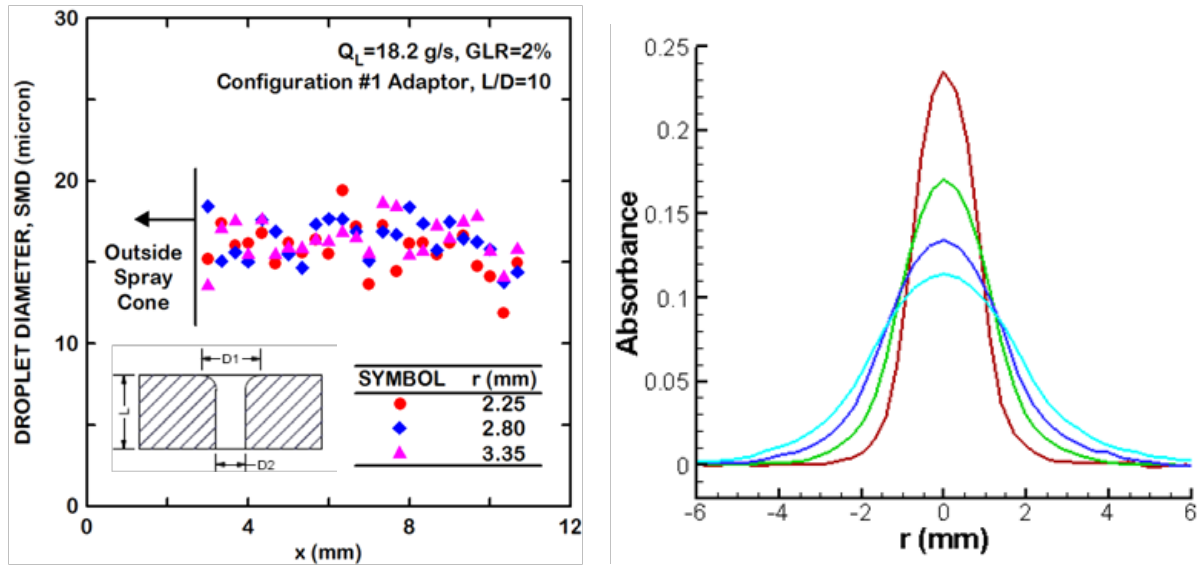 30
20
10
0
0
4
8
12
DROPLET DIAMETER, SMD (micron)
x (mm)
Q_L=18.2 g/s, GLR=2%
Configuration #1 Adaptor, L/D=10
Outside
Spray
Cone
D1
L
D2
SYMBOL r (mm)
2.25
2.80
3.35
0.25
0.2
0.15
0.1
0.05
0
-6
-4
-2
0
2
4
6
Absorbance
r (mm)